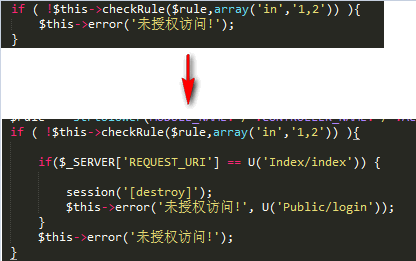 if ( !$this->checkRule($rule,array('in','1,2')) ){
$this->error('未授权访问!');
}
if ( !$this->checkRule($rule,array('in','1,2')) ){
if($_SERVER['REQUEST_URI'] == U('Index/index')) {
session('[destroy]');
$this->error('未授权访问!', U('Public/login'));
}
$this->error('未授权访问!');
}